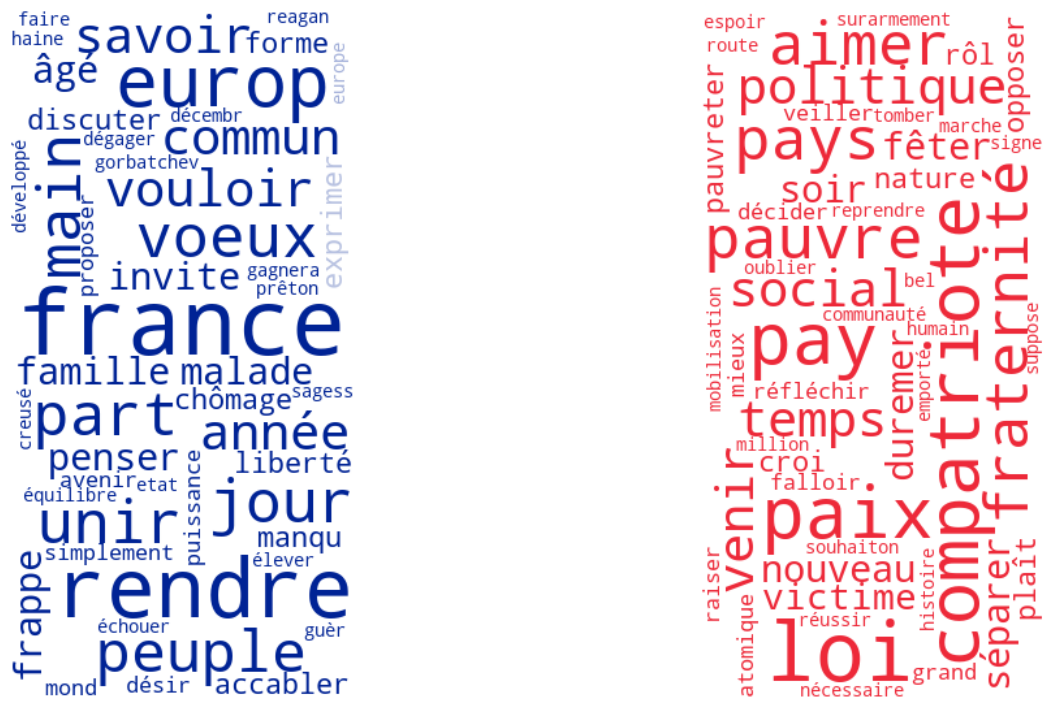 faire
reagan
haine
savoir
forme
âgé
europ
europe
discuter
décembr
dégager
commun
gorbatchev
développé
main
vouloir
exprimer
proposer
voeux
invite
gagnera
prêton
france
famille
malade
chômage
sagess
creusé
part
année
penser
liberté
avenir
etat
équilibre
puissance
jour
unir
manqu
simplement
élever
frappe
rendre
échouer
guèr
peuple
mond
désir
accabler
espoir
surarmement
route
aimer
rôl
opposer
pauvreter
politique
veiller
tomber
marche
signe
pays
fêter
soir
nature
décider
reprendre
fraternité
compatriote
pauvre
oublier
social
bel
communauté
humain
suppose
mobilisation
mieux
pay
emporté
durement
réfléchir
temps
million
croi
falloir
venir
paix
souhaiton
nouveau
histoire
séparer
plaît
raiser
victime
atomique
réussir
loi
grand
nécessaire